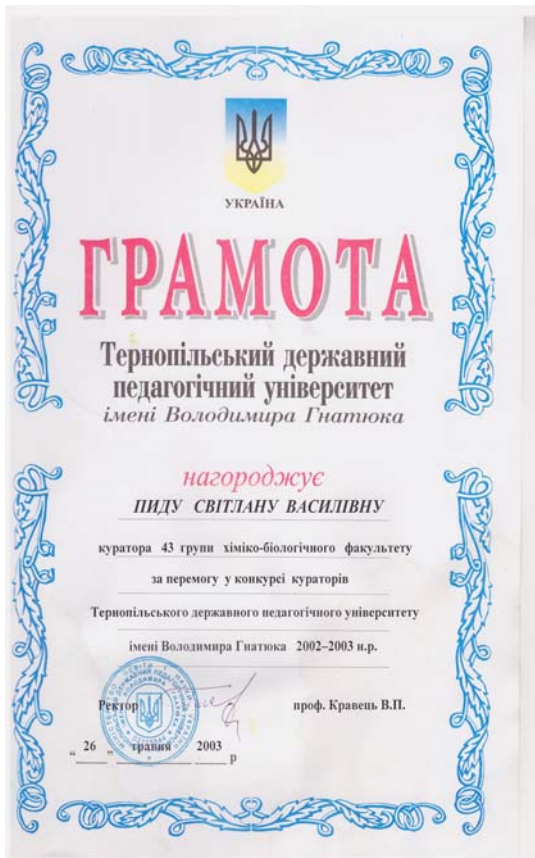 УКРАЇНА
ГРАМОТА
Тернопільський державний
педагогічний університет
імені Володимира Гнатюка
нагороджує
ПИДУ СВІТЛАНУ ВАСИЛІВНУ
куратора 43 групи хіміко-біологічного факультету
за перемогу у конкурсі кураторів
Тернопільського державного педагогічного університету
імені Володимира Гнатюка 2002–2003 н.р.
Ректор проф. Кравець В.П.
„ 26 ” травня 2003 р